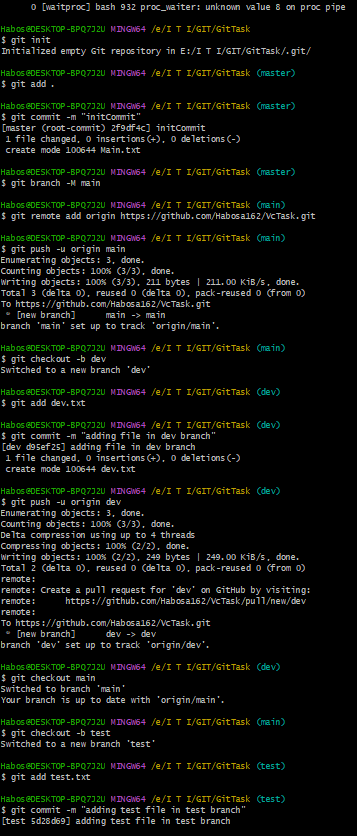 0 [waitproc] bash 932 proc_waiter: unknown value 8 on proc pipe
Habos@DESKTOP-BPQ732U MINGW64 /e/I T I/GIT/GitTask
$ git init
Initialized empty Git repository in E:/I T I/GIT/GitTask/.git/
Habos@DESKTOP-BPQ732U MINGW64 /e/I T I/GIT/GitTask (master)
$ git add .
Habos@DESKTOP-BPQ732U MINGW64 /e/I T I/GIT/GitTask (master)
$ git commit -m "initCommit"
[master (root-commit) 2f9df4c] initCommit
1 file changed, 0 insertions(+), 0 deletions(-)
create mode 100644 Main.txt
Habos@DESKTOP-BPQ732U MINGW64 /e/I T I/GIT/GitTask (master)
$ git branch -M main
Habos@DESKTOP-BPQ732U MINGW64 /e/I T I/GIT/GitTask (main)
$ git remote add origin https://github.com/Habosa162/VcTask.git
Habos@DESKTOP-BPQ732U MINGW64 /e/I T I/GIT/GitTask (main)
$ git push -u origin main
Enumerating objects: 3, done.
Counting objects: 100% (3/3), done.
Writing objects: 100% (3/3), 211 bytes | 211.00 KiB/s, done.
Total 3 (delta 0), reused 0 (delta 0), pack-reused 0 (from 0)
To https://github.com/Habosa162/VcTask.git
* [new branch]      main -> main
branch 'main' set up to track 'origin/main'.
Habos@DESKTOP-BPQ732U MINGW64 /e/I T I/GIT/GitTask (main)
$ git checkout -b dev
Switched to a new branch 'dev'
Habos@DESKTOP-BPQ732U MINGW64 /e/I T I/GIT/GitTask (dev)
$ git add dev.txt
Habos@DESKTOP-BPQ732U MINGW64 /e/I T I/GIT/GitTask (dev)
$ git commit -m "adding file in dev branch"
[dev d95ef25] adding file in dev branch
1 file changed, 0 insertions(+), 0 deletions(-)
create mode 100644 dev.txt
Habos@DESKTOP-BPQ732U MINGW64 /e/I T I/GIT/GitTask (dev)
$ git push -u origin dev
Enumerating objects: 3, done.
Counting objects: 100% (3/3), done.
Delta compression using up to 4 threads
Compressing objects: 100% (2/2), done.
Writing objects: 100% (2/2), 249 bytes | 249.00 KiB/s, done.
Total 2 (delta 0), reused 0 (delta 0), pack-reused 0 (from 0)
remote:
remote: Create a pull request for 'dev' on GitHub by visiting:
remote:      https://github.com/Habosa162/VcTask/pull/new/dev
remote:
To https://github.com/Habosa162/VcTask.git
* [new branch]      dev -> dev
branch 'dev' set up to track 'origin/dev'.
Habos@DESKTOP-BPQ732U MINGW64 /e/I T I/GIT/GitTask (dev)
$ git checkout main
Switched to branch 'main'
Your branch is up to date with 'origin/main'.
Habos@DESKTOP-BPQ732U MINGW64 /e/I T I/GIT/GitTask (main)
$ git checkout -b test
Switched to a new branch 'test'
Habos@DESKTOP-BPQ732U MINGW64 /e/I T I/GIT/GitTask (test)
$ git add test.txt
Habos@DESKTOP-BPQ732U MINGW64 /e/I T I/GIT/GitTask (test)
$ git commit -m "adding test file in test branch"
[test 5d28d69] adding test file in test branch